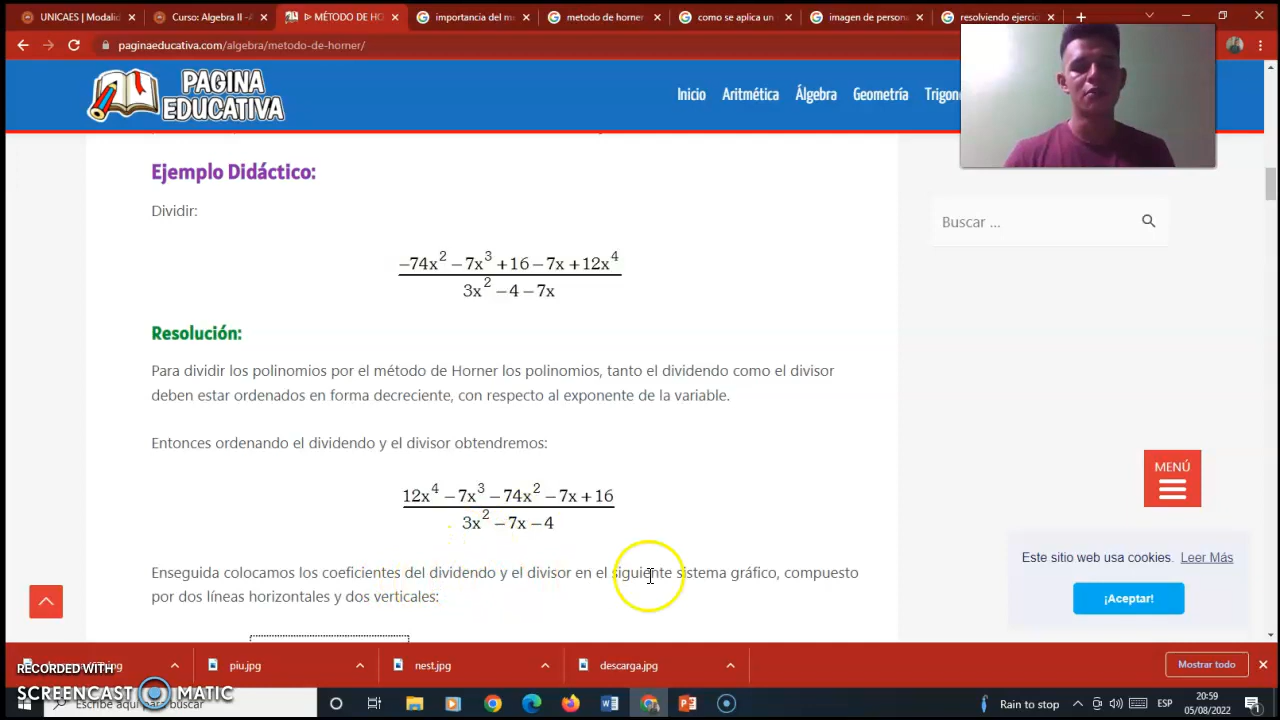 UNICAES | Modalid
Curso: Algebra II -A
▷ MÉTODO DE HO
importancia del m
metodo de horner
como se aplica un
imagen de persona
resolviendo ejercic
paginaeducativa.com/algebra/metodo-de-horner/
PAGINA
EDUCATIVA
Inicio Aritmética Álgebra Geometría Trigon
Ejemplo Didáctico:
Dividir:
−74x² − 7x³ + 16 − 7x + 12x⁴
3x² − 4 − 7x
Buscar ...
Resolución:
Para dividir los polinomios por el método de Horner los polinomios, tanto el dividendo como el divisor
deben estar ordenados en forma decreciente, con respecto al exponente de la variable.
Entonces ordenando el dividendo y el divisor obtendremos:
12x⁴ − 7x³ − 74x² − 7x + 16
3x² − 7x − 4
MENÚ
Enseguida colocamos los coeficientes del dividendo y el divisor en el siguiente sistema gráfico, compuesto
por dos líneas horizontales y dos verticales:
Este sitio web usa cookies. Leer Más
¡Aceptar!
piu.jpg
nest.jpg
descarga.jpg
Mostrar todo
RECORDED WITH
SCREENCAST MATIC
Escribe aquí para buscar
Rain to stop
ESP
20:59
05/08/2022